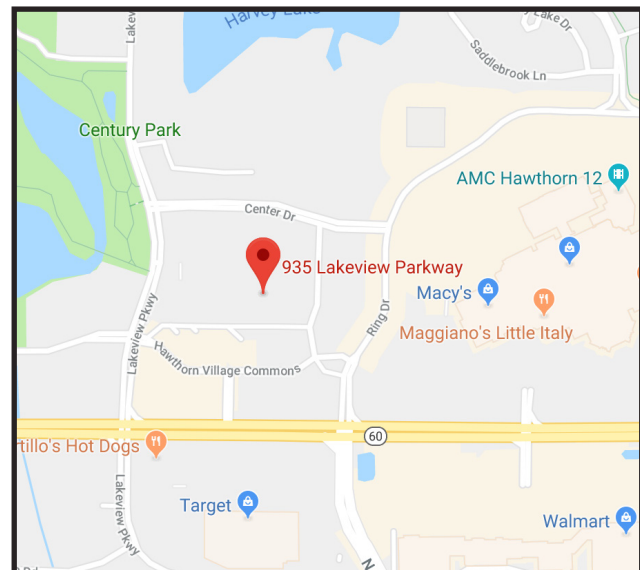 Lakev
Harvey Lake
y Lake Dr
Saddlebrook Ln
Century Park
AMC Hawthorn 12
Center Dr
935 Lakeview Parkway
Macy's
Ring Dr
Maggiano's Little Italy
Lakeview Pkwy
Hawthorn Village Commons
60
rtillo's Hot Dogs
Lakeview Pkwy
Target
Walmart
N